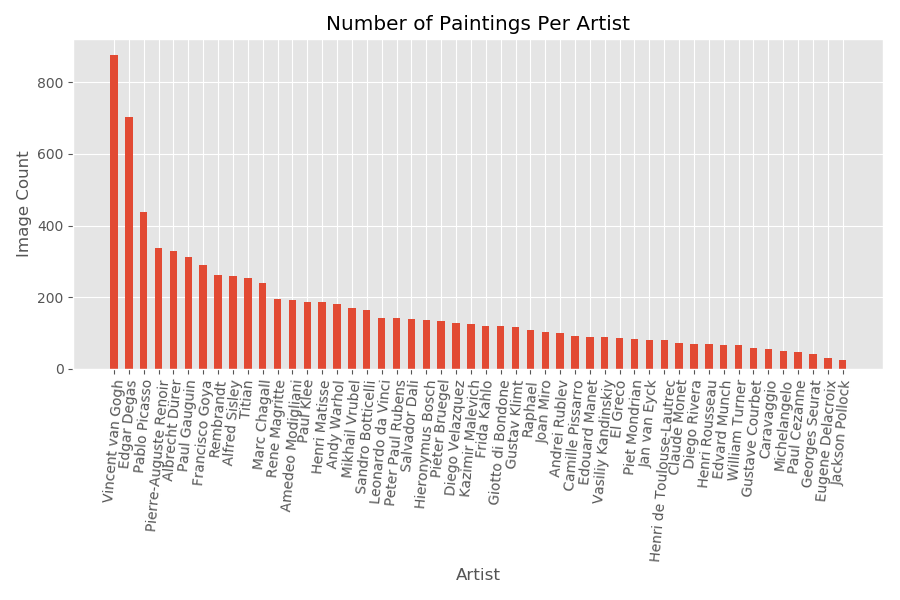 Number of Paintings Per Artist
Image Count
800
600
400
200
0
Vincent van Gogh
Edgar Degas
Pablo Picasso
Pierre-Auguste Renoir
Albrecht Dürer
Paul Gauguin
Francisco Goya
Rembrandt
Alfred Sisley
Titian
Marc Chagall
Rene Magritte
Amedeo Modigliani
Paul Klee
Henri Matisse
Andy Warhol
Mikhail Vrubel
Sandro Botticelli
Leonardo da Vinci
Peter Paul Rubens
Salvador Dali
Hieronymus Bosch
Pieter Bruegel
Diego Velazquez
Kazimir Malevich
Frida Kahlo
Giotto di Bondone
Gustav Klimt
Raphael
Joan Miro
Andrei Rublev
Camille Pissarro
Edouard Manet
Vasiliy Kandinskiy
El Greco
Piet Mondrian
Jan van Eyck
Henri de Toulouse-Lautrec
Claude Monet
Diego Rivera
Henri Rousseau
Edvard Munch
William Turner
Gustave Courbet
Caravaggio
Michelangelo
Paul Cezanne
Georges Seurat
Eugene Delacroix
Jackson Pollock
Artist